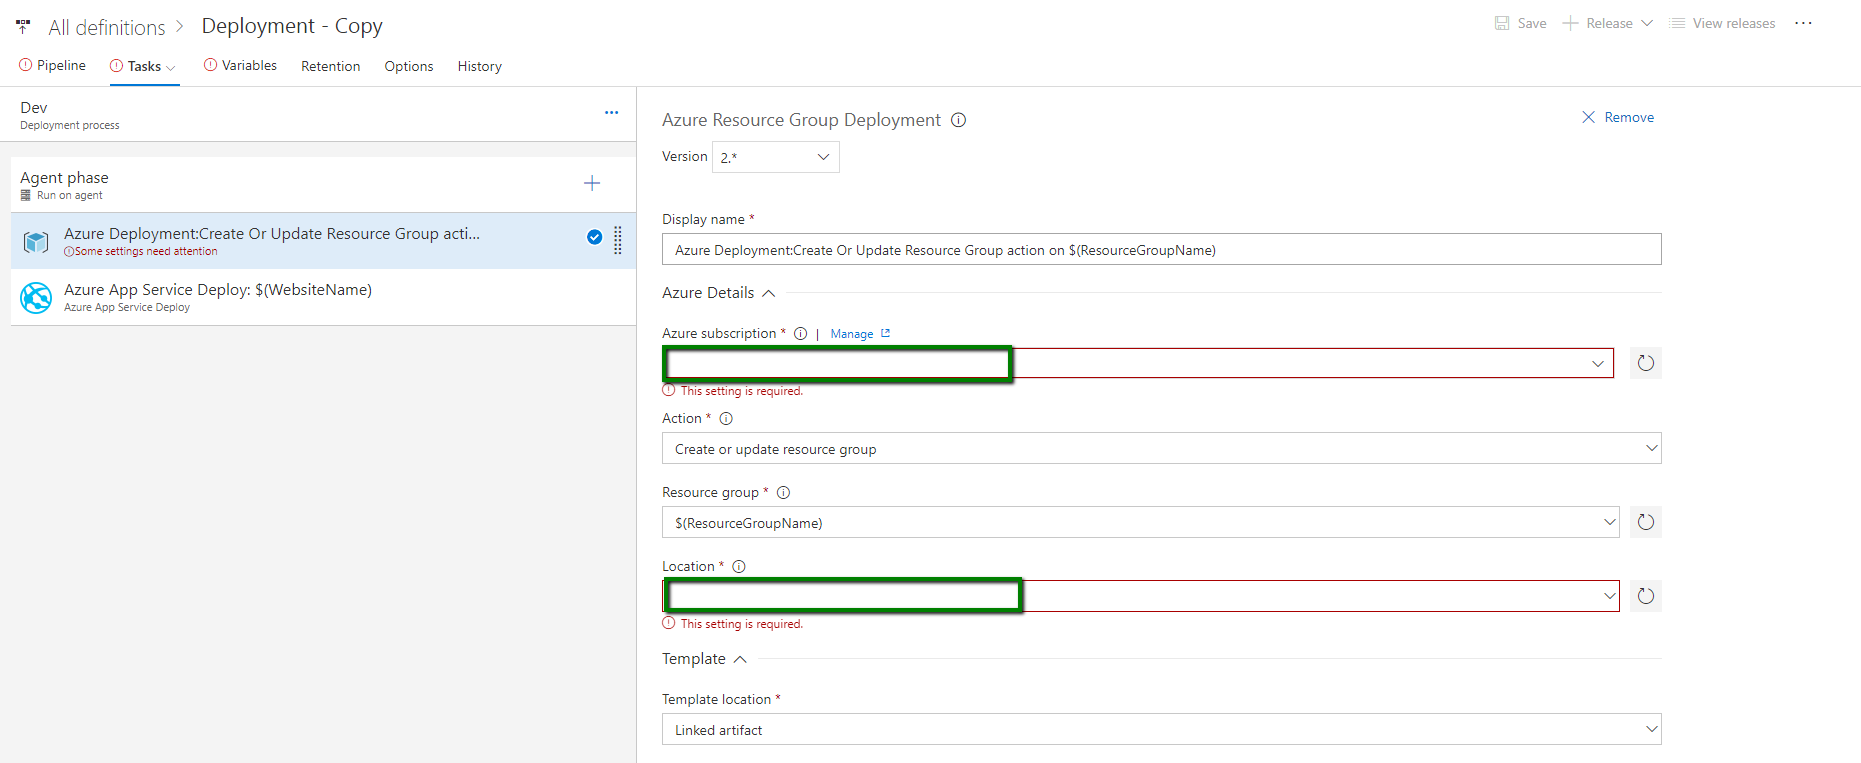 All definitions > Deployment - Copy
Save
Release
View releases
...
Pipeline
Tasks
Variables
Retention
Options
History
Dev
Deployment process
Agent phase
Run on agent
Azure Deployment:Create Or Update Resource Group acti...
Some settings need attention
Azure App Service Deploy: $(WebsiteName)
Azure App Service Deploy
Azure Resource Group Deployment
Remove
Version 2.*
Display name *
Azure Deployment:Create Or Update Resource Group action on $(ResourceGroupName)
Azure Details
Azure subscription * | Manage
This setting is required.
Action *
Create or update resource group
Resource group *
$(ResourceGroupName)
Location *
This setting is required.
Template
Template location *
Linked artifact